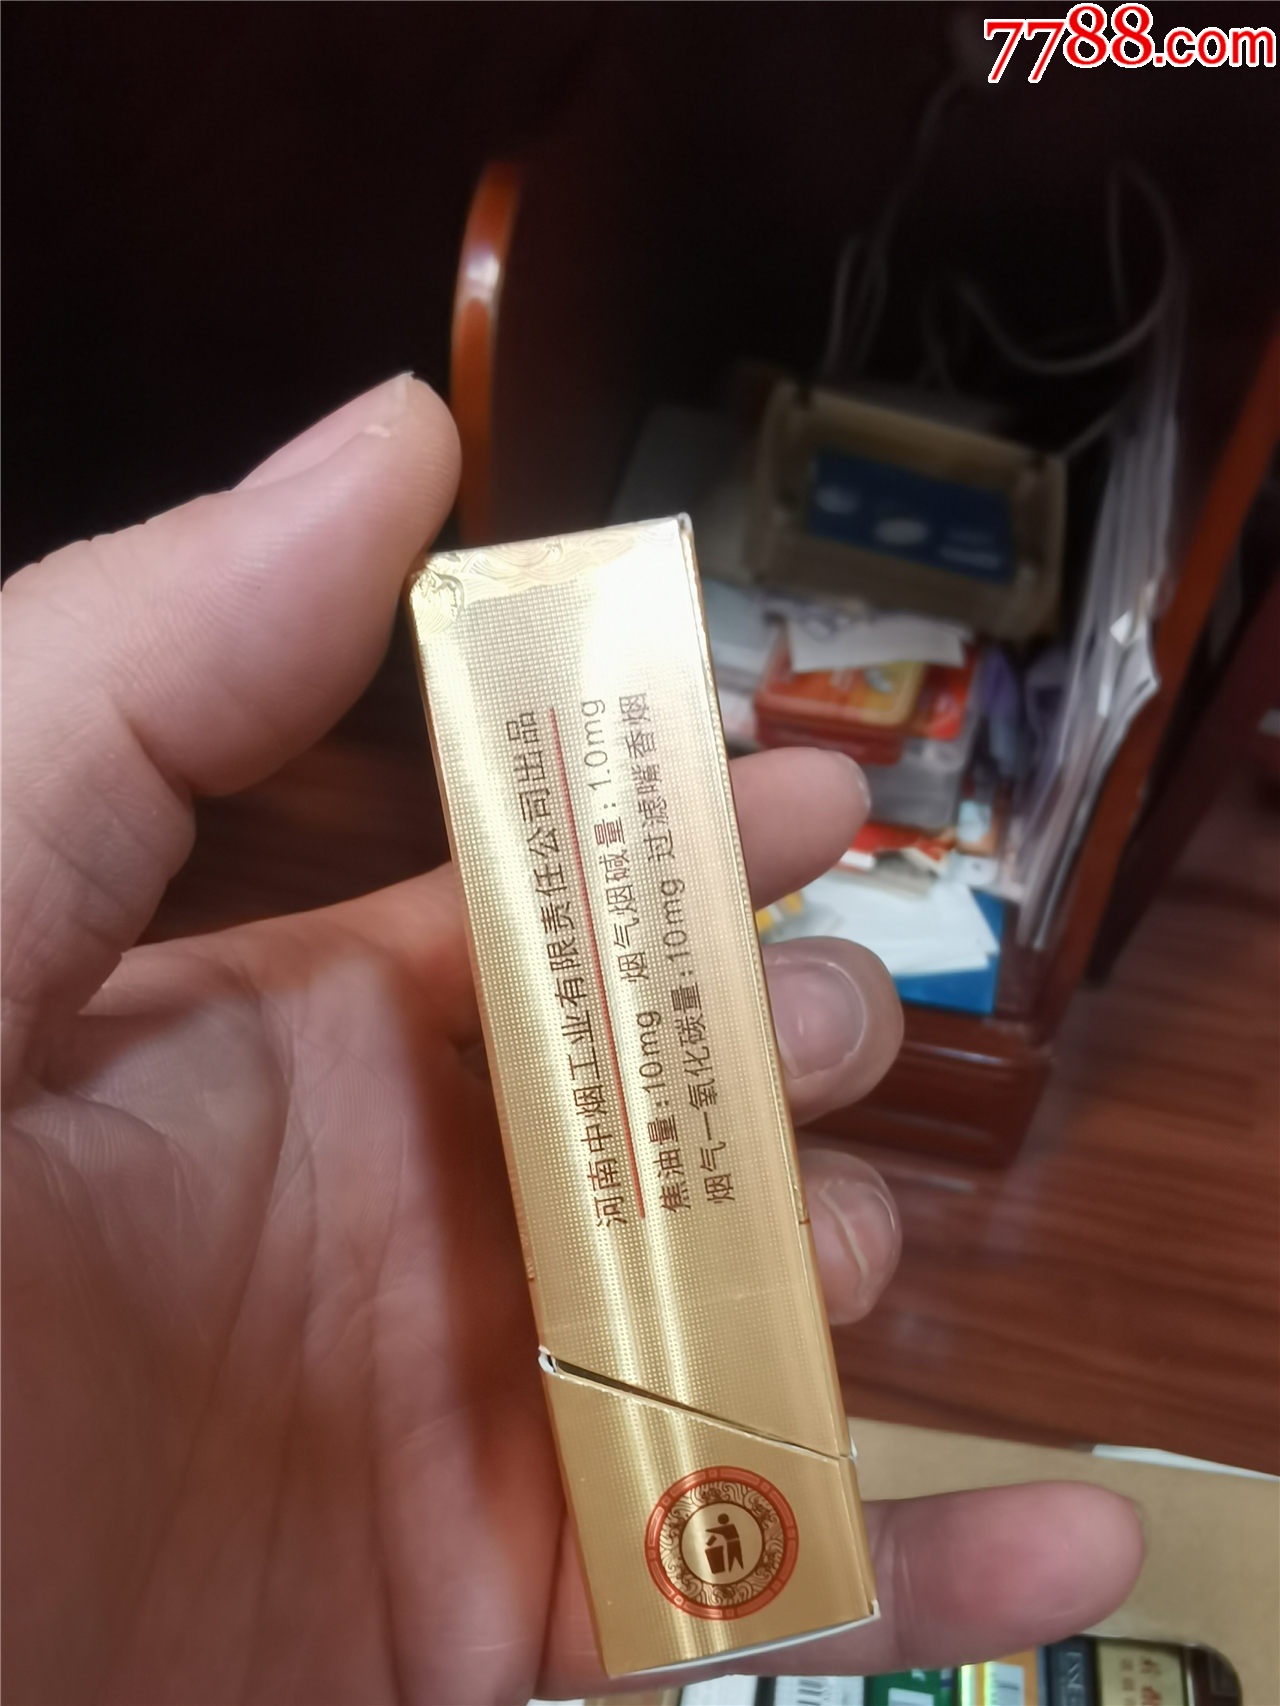 7788.com
河南中烟工业有限责任公司出品
焦油量:10mg 烟气烟碱量:1.0mg
烟气一氧化碳量:10mg 过滤嘴香烟